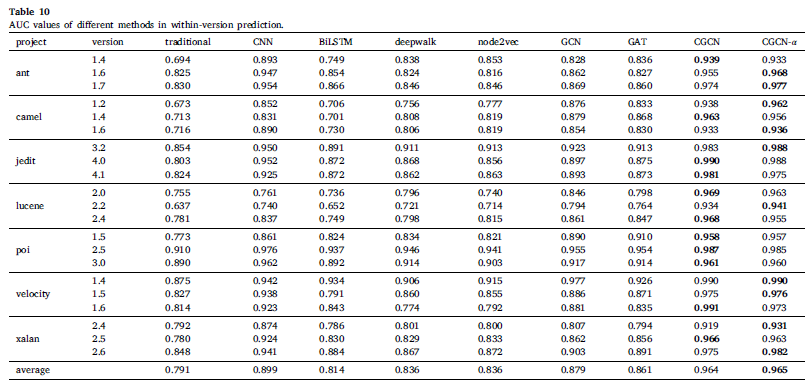 Table 10
AUC values of different methods in within-version prediction.
project version traditional CNN BiLSTM deepwalk node2vec GCN GAT CGCN CGCN-α
1.4 0.694 0.893 0.749 0.838 0.853 0.828 0.836 0.939 0.933
ant 1.6 0.825 0.947 0.854 0.824 0.816 0.862 0.827 0.955 0.968
1.7 0.830 0.954 0.866 0.846 0.846 0.869 0.860 0.974 0.977
1.2 0.673 0.852 0.706 0.756 0.777 0.876 0.833 0.938 0.962
camel 1.4 0.713 0.831 0.701 0.808 0.819 0.879 0.868 0.963 0.956
1.6 0.716 0.890 0.730 0.806 0.819 0.854 0.830 0.933 0.936
3.2 0.854 0.950 0.891 0.911 0.913 0.923 0.913 0.983 0.988
jedit 4.0 0.803 0.952 0.872 0.868 0.856 0.897 0.875 0.990 0.988
4.1 0.824 0.925 0.872 0.862 0.863 0.893 0.873 0.981 0.975
2.0 0.755 0.761 0.736 0.796 0.740 0.846 0.798 0.969 0.963
lucene 2.2 0.637 0.740 0.652 0.721 0.714 0.794 0.764 0.934 0.941
2.4 0.781 0.837 0.749 0.798 0.815 0.861 0.847 0.968 0.955
1.5 0.773 0.861 0.824 0.834 0.821 0.890 0.910 0.958 0.957
poi 2.5 0.910 0.976 0.937 0.946 0.941 0.955 0.954 0.987 0.985
3.0 0.890 0.962 0.892 0.914 0.903 0.917 0.914 0.961 0.960
1.4 0.875 0.942 0.934 0.906 0.915 0.977 0.926 0.990 0.990
velocity 1.5 0.827 0.938 0.791 0.860 0.855 0.886 0.871 0.975 0.976
1.6 0.814 0.923 0.843 0.774 0.792 0.881 0.835 0.991 0.973
2.4 0.792 0.874 0.786 0.801 0.800 0.807 0.794 0.919 0.931
xalan 2.5 0.780 0.924 0.830 0.829 0.833 0.862 0.856 0.966 0.963
2.6 0.848 0.941 0.884 0.867 0.872 0.903 0.891 0.975 0.982
average 0.791 0.899 0.814 0.836 0.836 0.879 0.861 0.964 0.965